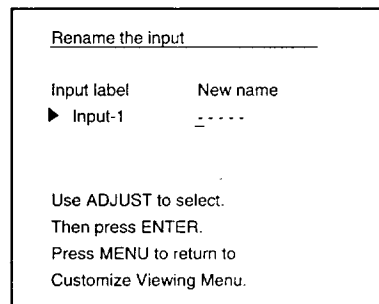 Rename the input
Input label New name
▶ Input-1 - - - - -
Use ADJUST to select.
Then press ENTER.
Press MENU to return to
Customize Viewing Menu.